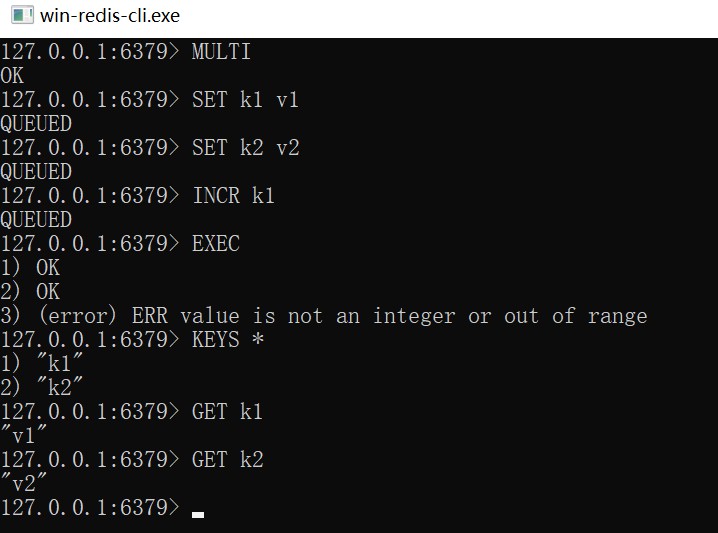 win-redis-cli.exe
127.0.0.1:6379> MULTI
OK
127.0.0.1:6379> SET k1 v1
QUEUED
127.0.0.1:6379> SET k2 v2
QUEUED
127.0.0.1:6379> INCR k1
QUEUED
127.0.0.1:6379> EXEC
1) OK
2) OK
3) (error) ERR value is not an integer or out of range
127.0.0.1:6379> KEYS *
1) "k1"
2) "k2"
127.0.0.1:6379> GET k1
"v1"
127.0.0.1:6379> GET k2
"v2"
127.0.0.1:6379>